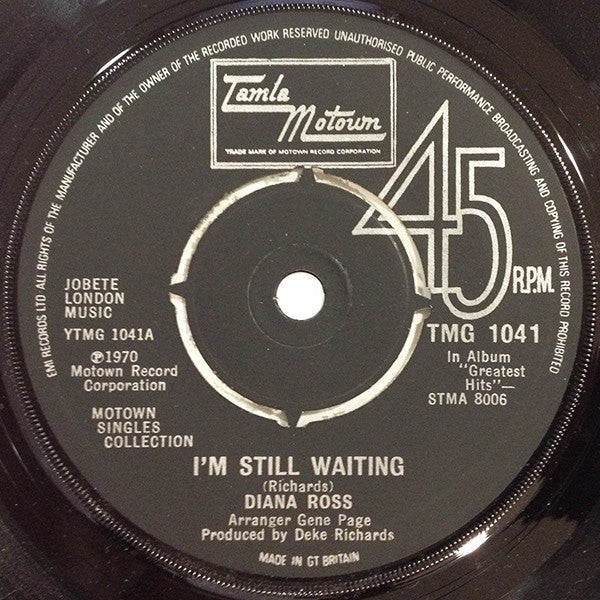 EMI RECORDS LTD ALL RIGHTS OF THE MANUFACTURER AND OF THE OWNER OF THE RECORDED WORK RESERVED UNAUTHORISED PUBLIC PERFORMANCE BROADCASTING AND COPYING OF THIS RECORD PROHIBITED
Tamla
Motown
TRADE MARK OF MOTOWN RECORD CORPORATION
45
R.P.M.
JOBETE
LONDON
MUSIC
YTMG 1041A
℗1970
Motown Record
Corporation
MOTOWN
SINGLES
COLLECTION
TMG 1041
In Album
"Greatest
Hits"—
STMA 8006
I'M STILL WAITING
(Richards)
DIANA ROSS
Arranger Gene Page
Produced by Deke Richards
MADE IN GT BRITAIN